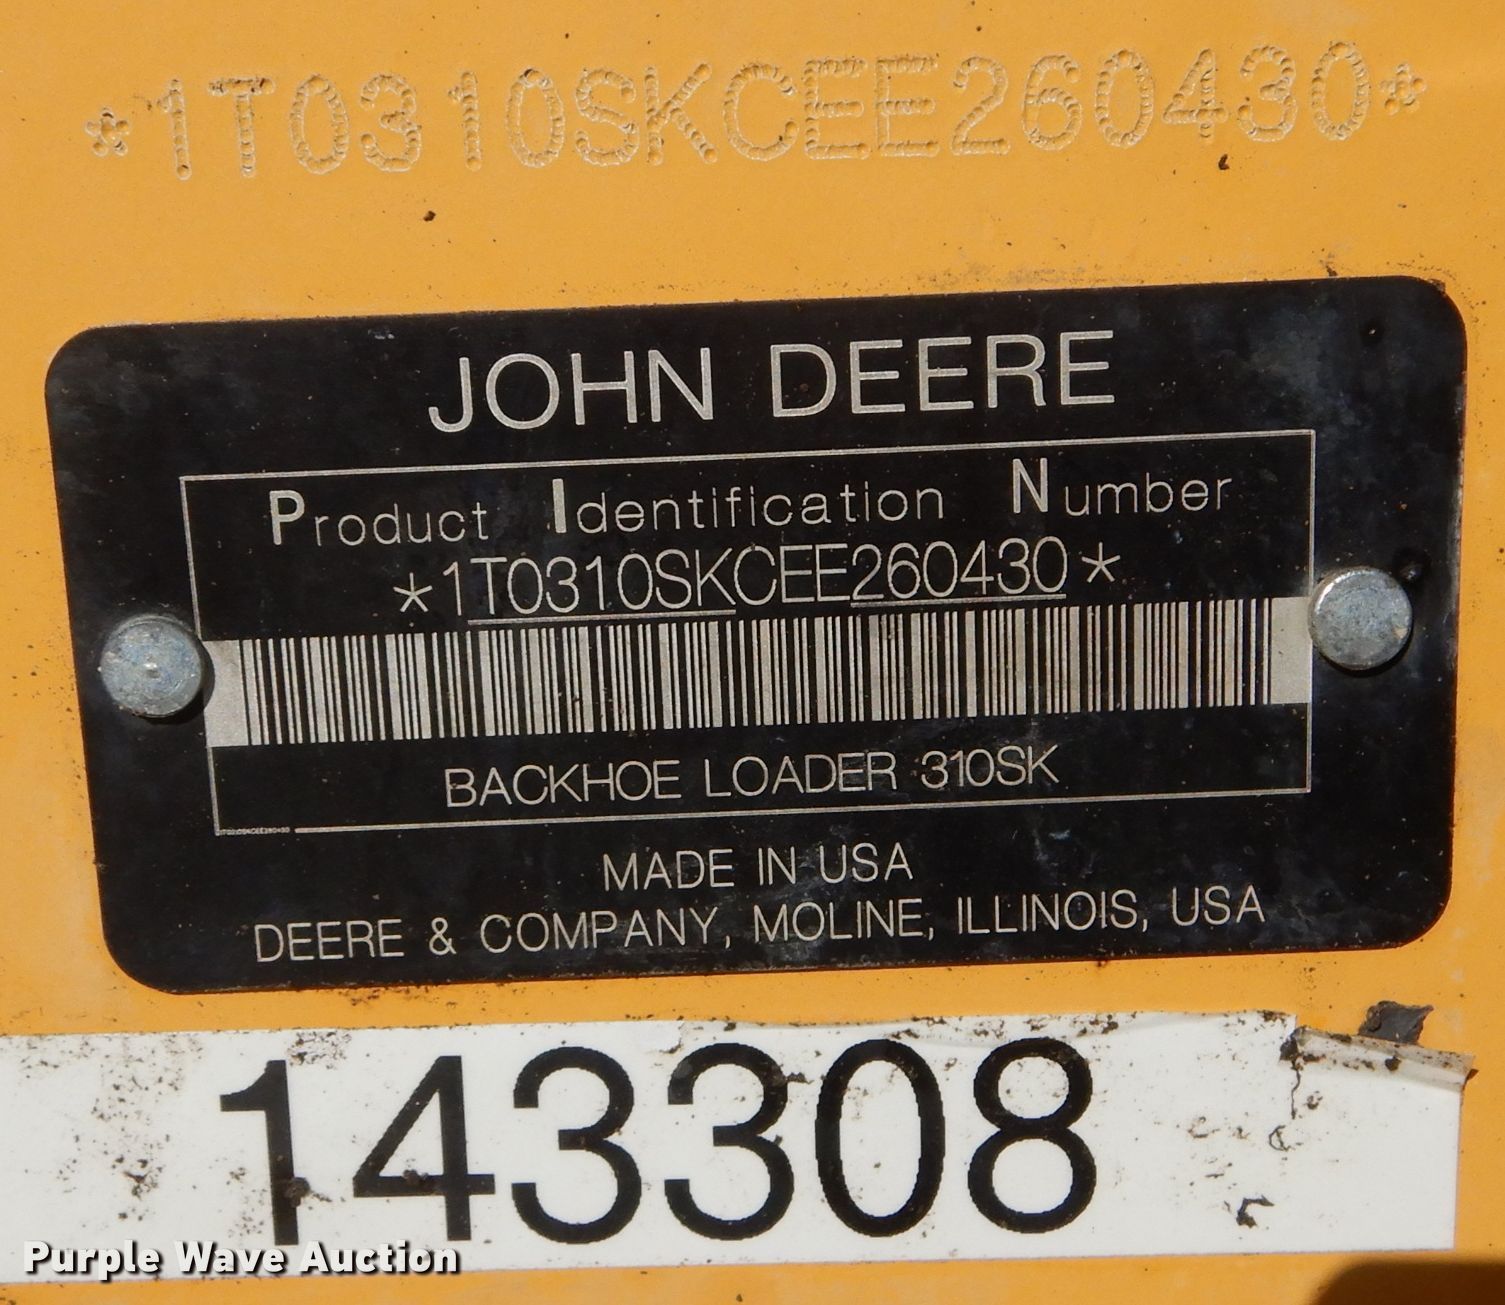 *1T0310SKCEE260430*
JOHN DEERE
Product Identification Number
*1T0310SKCEE260430*
BACKHOE LOADER 310SK
1T0310SKCEE260430
MADE IN USA
DEERE & COMPANY, MOLINE, ILLINOIS, USA
143308
Purple Wave Auction